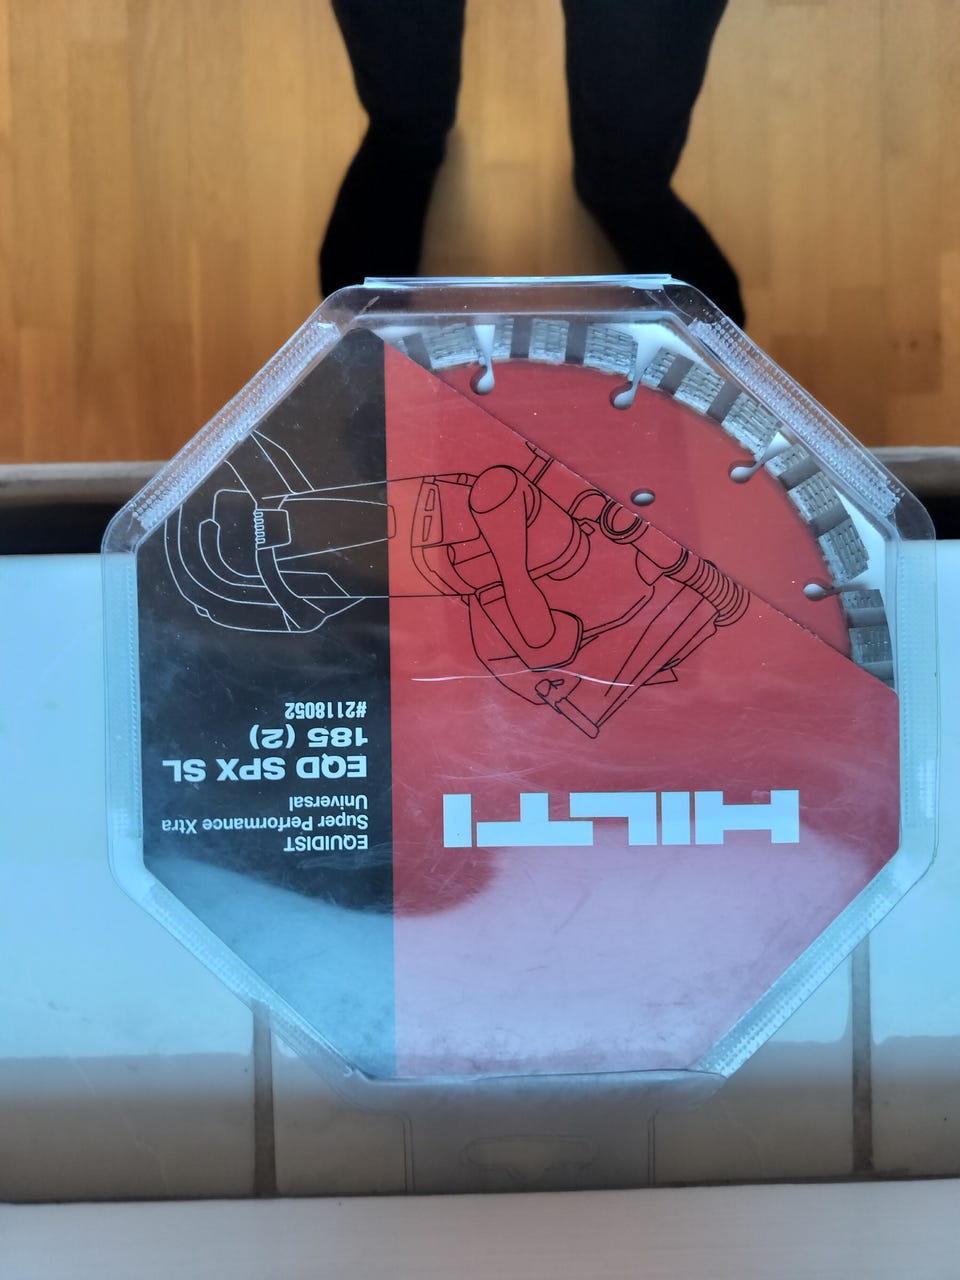 HILTI
EQUIDIST
Super Performance Xtra
Universal
EQD SPX SL
185 (2)
#2118052